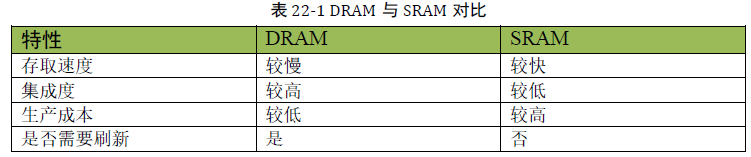 表 22-1 DRAM 与 SRAM 对比
特性 DRAM SRAM
存取速度 较慢 较快
集成度 较高 较低
生产成本 较低 较高
是否需要刷新 是 否